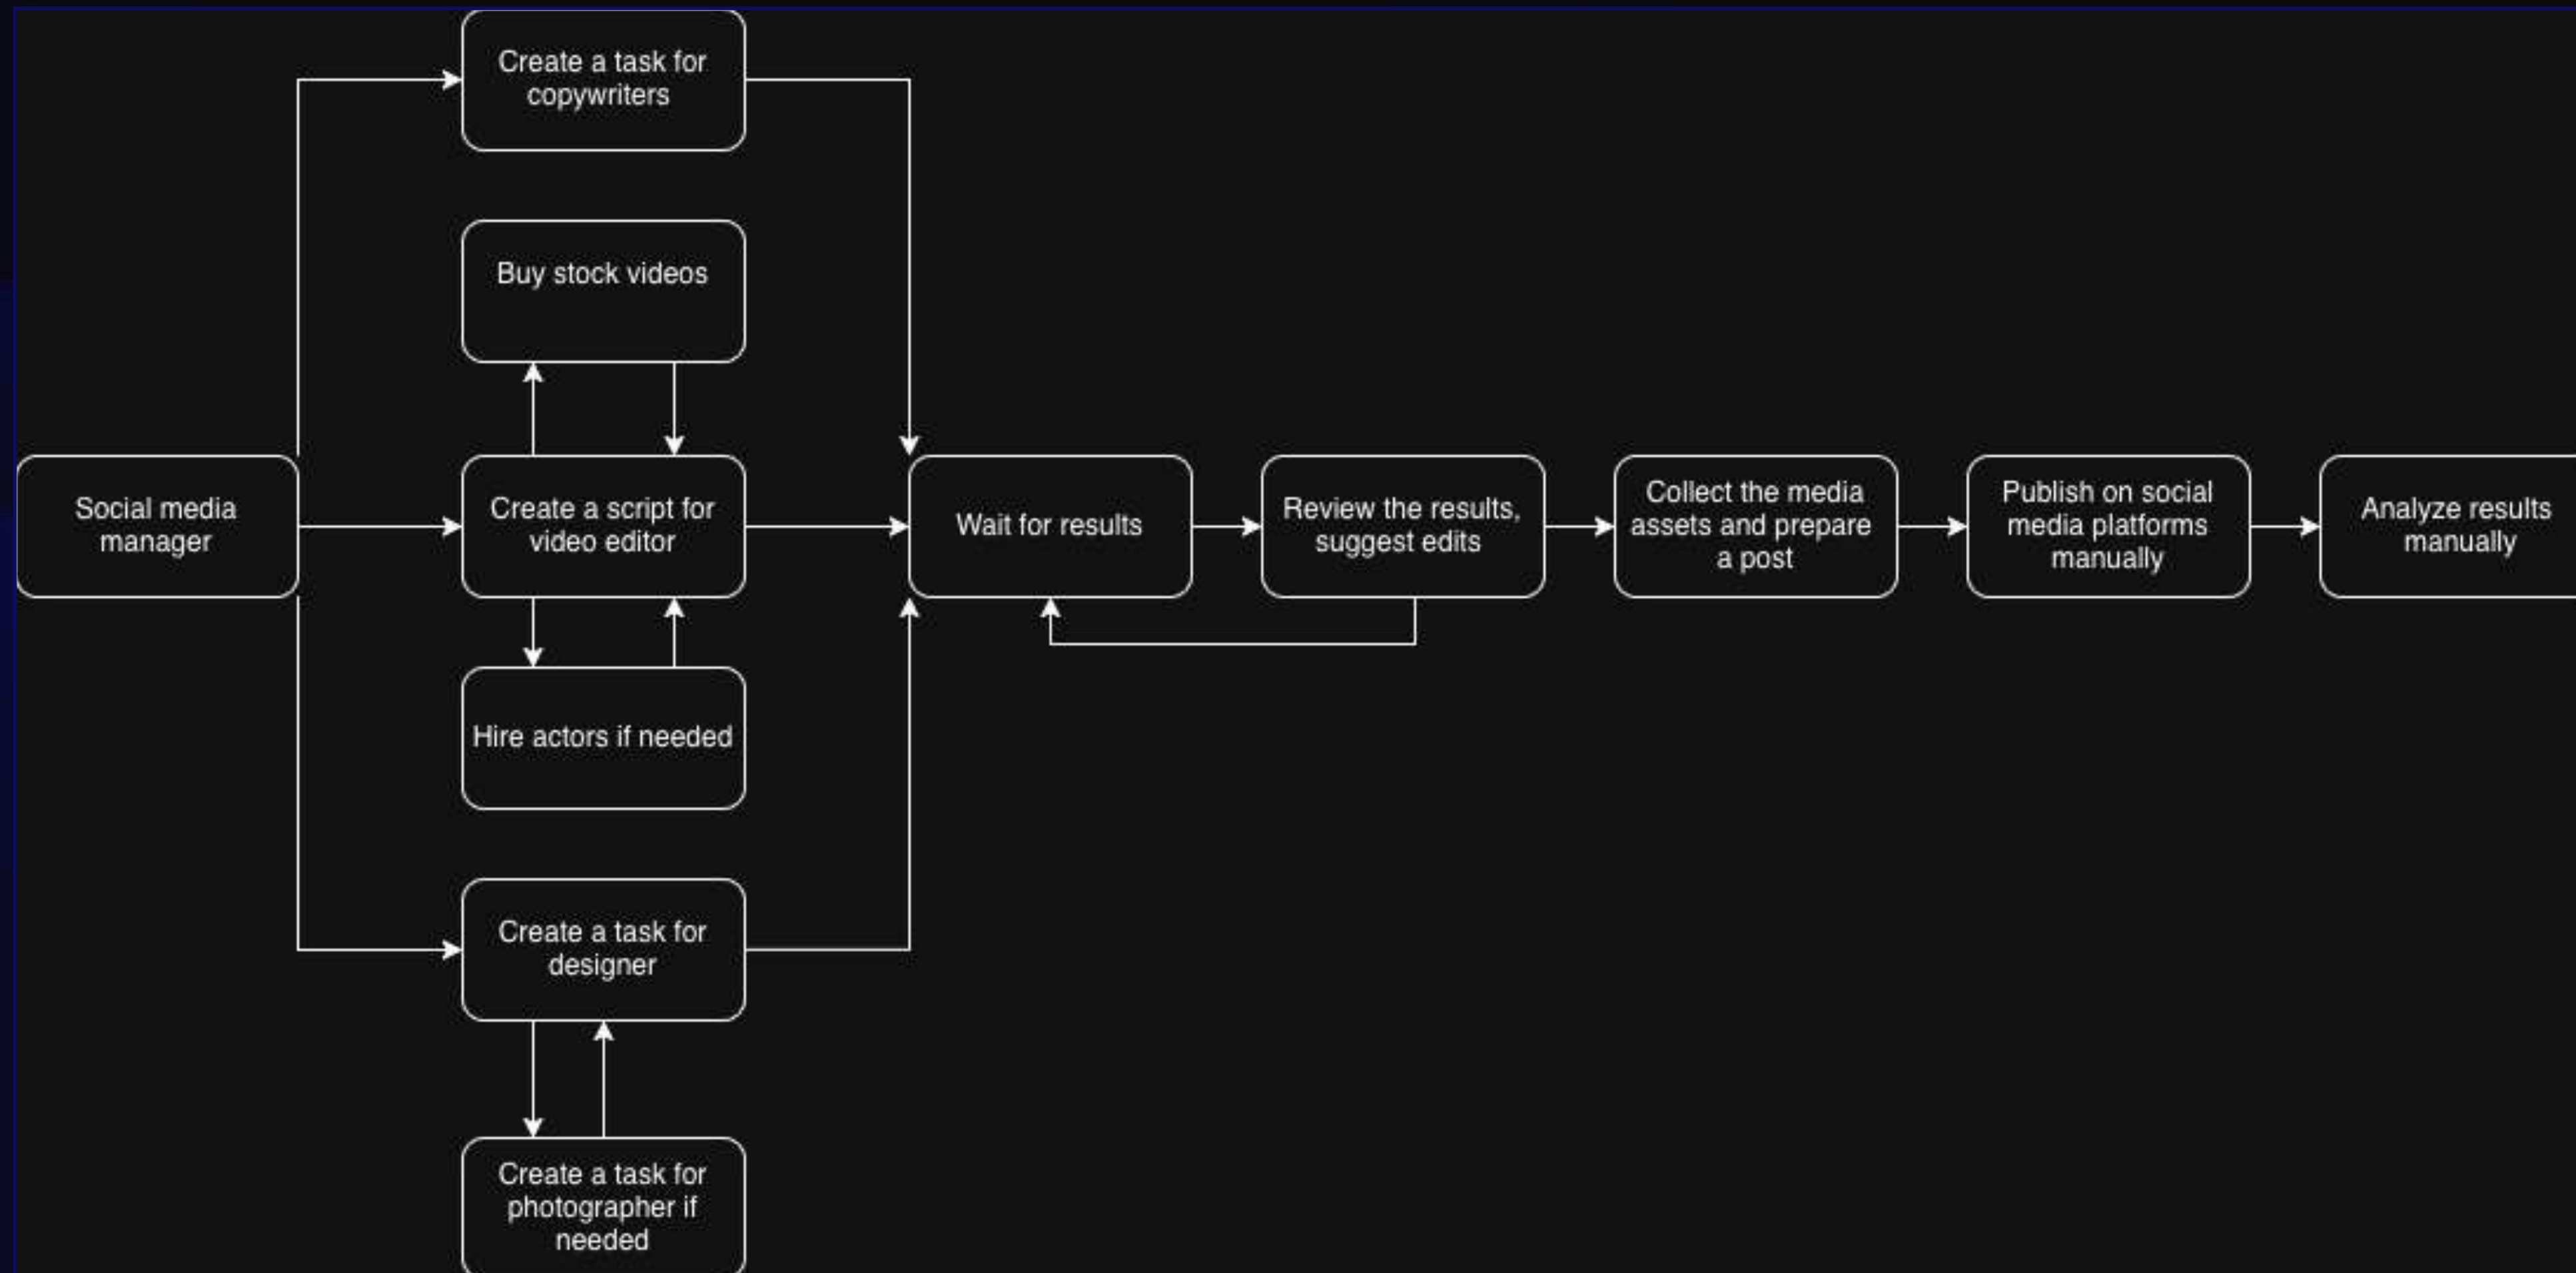 Create a task for
copywriters
Buy stock videos
Social media
manager
Create a script for
video editor
Wait for results
Review the results,
suggest edits
Collect the media
assets and prepare
a post
Publish on social
media platforms
manually
Analyze results
manually
Hire actors if needed
Create a task for
designer
Create a task for
photographer if
needed